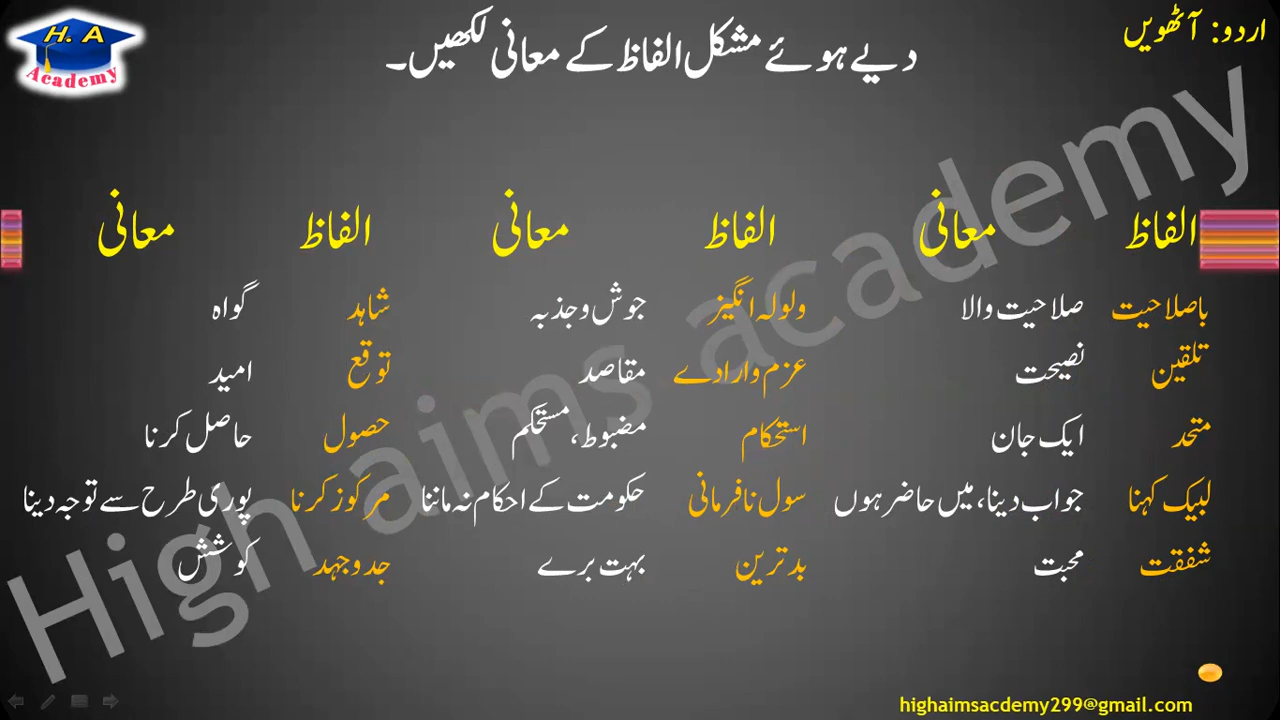 H. A
Academy
اردو: آٹھویں
دیے ہوئے مشکل الفاظ کے معانی لکھیں۔
الفاظ معانی الفاظ معانی الفاظ معانی
باصلاحیت صلاحیت والا ولولہ انگیز جوش و جذبہ شاہد گواہ
تلقین نصیحت عزم و ارادے مقاصد توقع امید
متحد ایک جان استحکام مضبوط، مستحکم حصول حاصل کرنا
لبیک کہنا جواب دینا، میں حاضر ہوں سول نافرمانی حکومت کے احکام نہ ماننا مرکوز کرنا پوری طرح سے توجہ دینا
شفقت محبت بدترین بہت برے جدوجہد کوشش
High aims academy
highaimsacdemy299@gmail.com